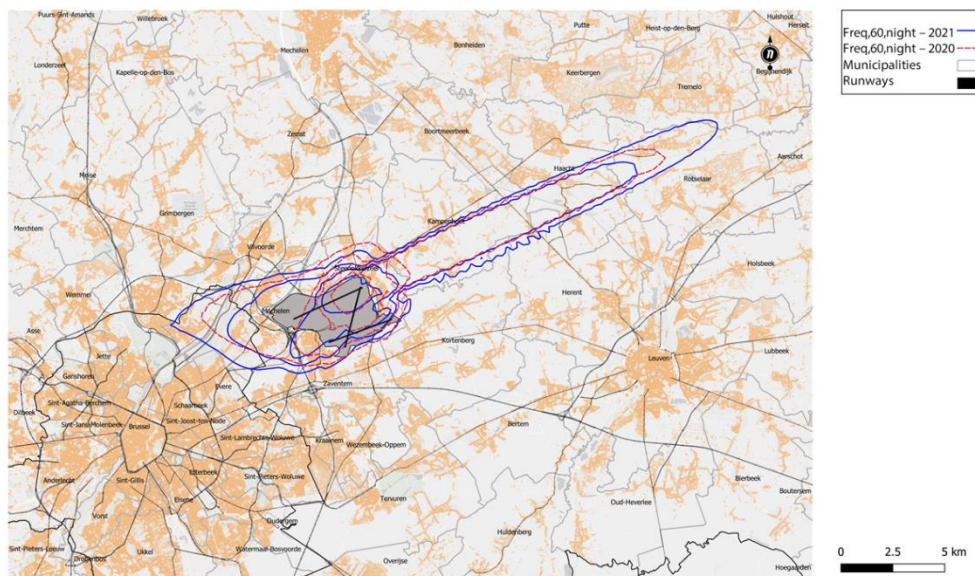 Puurs-Sint-Amands
Willebroek
Putte
Heist-op-den-Berg
Hulshout
Herselt
Mechelen
Bonheiden
Londerzeel
Kapelle-op-den-Bos
Keerbergen
Begijnendijk
Tremelo
Zemst
Boortmeerbeek
Aarschot
Haacht
Meise
Rotselaar
Grimbergen
Kampenhout
Merchtem
Vilvoorde
Steenokkerzeel
Holsbeek
Wemmel
Herent
Machelen
Asse
Kortenberg
Jette
Leuven
Lubbeek
Ganshoren
Evere
Zaventem
Schaarbeek
Sint-Agatha-Berchem
Dilbeek
Sint-Jans-Molenbeek
Brussel
Sint-Joost-ten-Node
Bertem
Sint-Lambrechts-Woluwe
Kraainem
Wezembeek-Oppem
Anderlecht
Sint-Gillis
Etterbeek
Sint-Pieters-Woluwe
Bierbeek
Elsene
Tervuren
Oud-Heverlee
Boutersem
Vorst
Oudergem
Huldenberg
Sint-Pieters-Leeuw
Drogenbos
Ukkel
Watermaal-Bosvoorde
Overijse
Hoegaarden
n
Freq,60,night – 2021
Freq,60,night – 2020
Municipalities
Runways
0 2.5 5 km